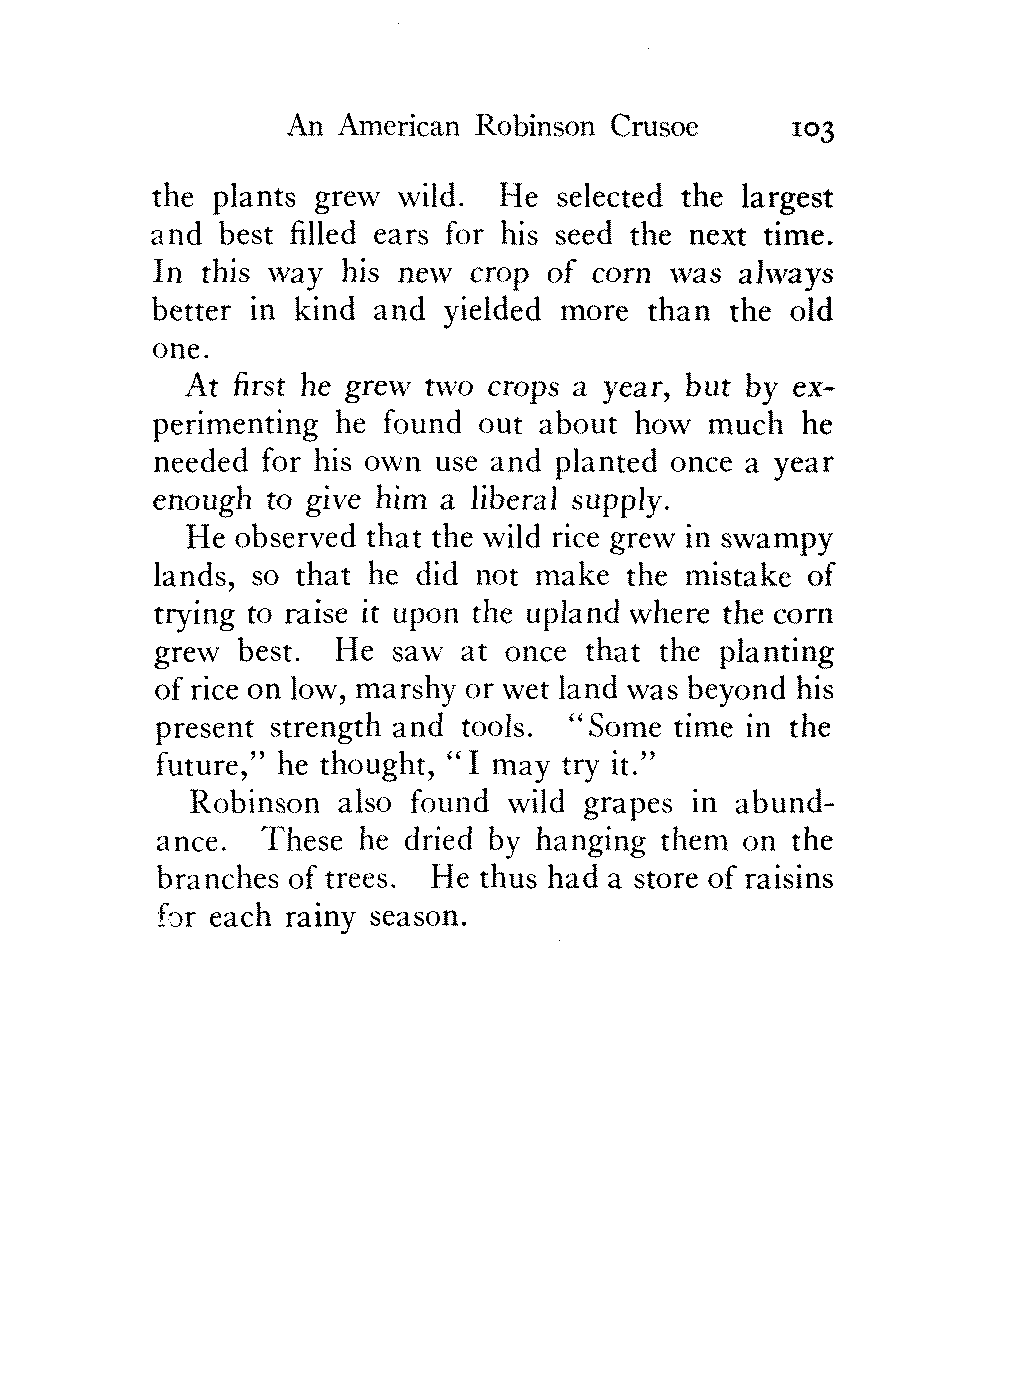 An American Robinson Crusoe 103
the plants grew wild. He selected the largest
and best filled ears for his seed the next time.
In this way his new crop of corn was always
better in kind and yielded more than the old
one.
At first he grew two crops a year, but by ex-
perimenting he found out about how much he
needed for his own use and planted once a year
enough to give him a liberal supply.
He observed that the wild rice grew in swampy
lands, so that he did not make the mistake of
trying to raise it upon the upland where the corn
grew best. He saw at once that the planting
of rice on low, marshy or wet land was beyond his
present strength and tools. "Some time in the
future," he thought, "I may try it."
Robinson also found wild grapes in abund-
ance. These he dried by hanging them on the
branches of trees. He thus had a store of raisins
for each rainy season.